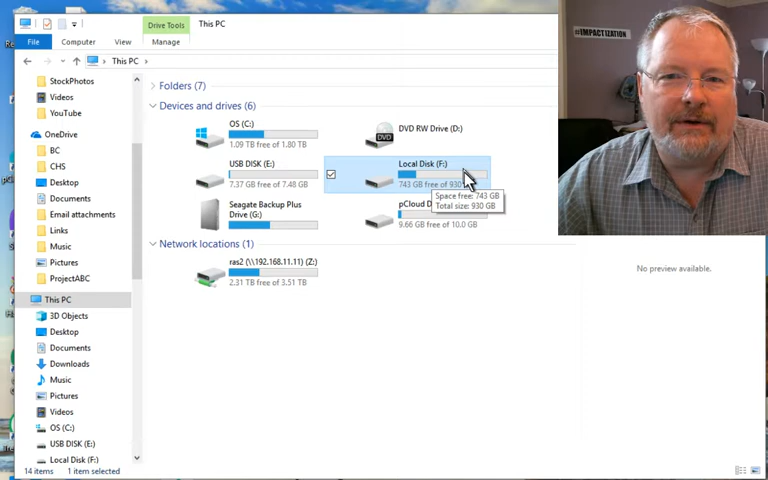 Drive Tools
This PC
File
Computer
View
Manage
This PC
#IMPACTIZATION
StockPhotos
Videos
YouTube
OneDrive
BC
CHS
Desktop
Documents
Email attachments
Links
Music
Pictures
ProjectABC
This PC
3D Objects
Desktop
Documents
Downloads
Music
Pictures
Videos
OS (C:)
USB DISK (E:)
Local Disk (F:)
Folders (7)
Devices and drives (6)
OS (C:)
1.09 TB free of 1.80 TB
DVD RW Drive (D:)
DVD
USB DISK (E:)
7.37 GB free of 7.48 GB
Local Disk (F:)
743 GB free of 930
Space free: 743 GB
Total size: 930 GB
Seagate Backup Plus
Drive (G:)
pCloud D
9.66 GB free of 10.0 GB
Network locations (1)
ras2 (\\192.168.11.11) (Z:)
2.31 TB free of 3.51 TB
No preview available.
14 items
1 item selected